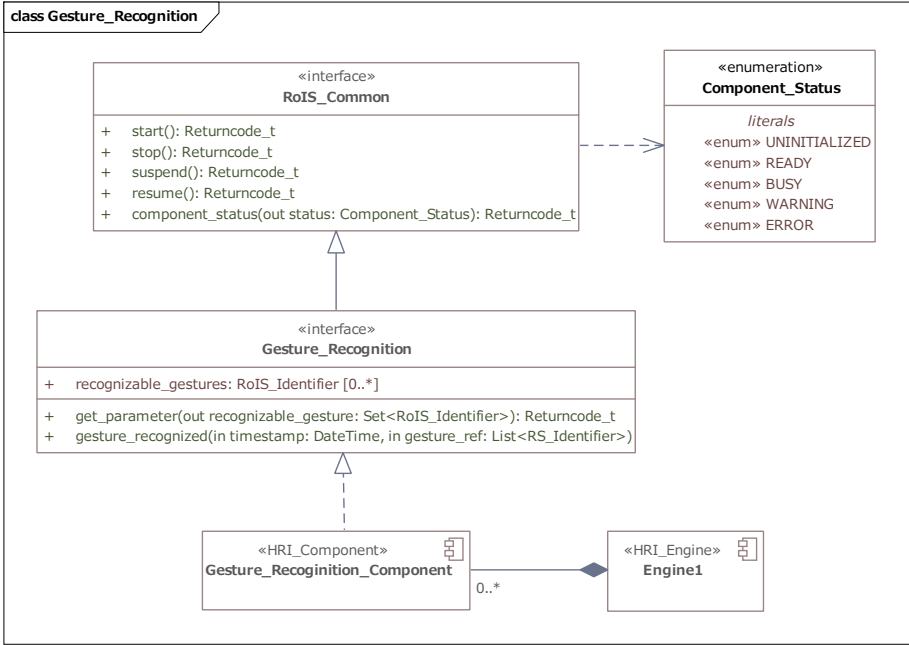 class Gesture_Recognition
«interface»
RoIS_Common
+ start(): Returncode_t
+ stop(): Returncode_t
+ suspend(): Returncode_t
+ resume(): Returncode_t
+ component_status(out status: Component_Status): Returncode_t
«enumeration»
Component_Status
literals
«enum» UNINITIALIZED
«enum» READY
«enum» BUSY
«enum» WARNING
«enum» ERROR
«interface»
Gesture_Recognition
+ recognizable_gestures: RoIS_Identifier [0..*]
+ get_parameter(out recognizable_gesture: Set<RoIS_Identifier>): Returncode_t
+ gesture_recognized(in timestamp: DateTime, in gesture_ref: List<RS_Identifier>)
«HRI_Component»
Gesture_Recoginition_Component
0..*
«HRI_Engine»
Engine1